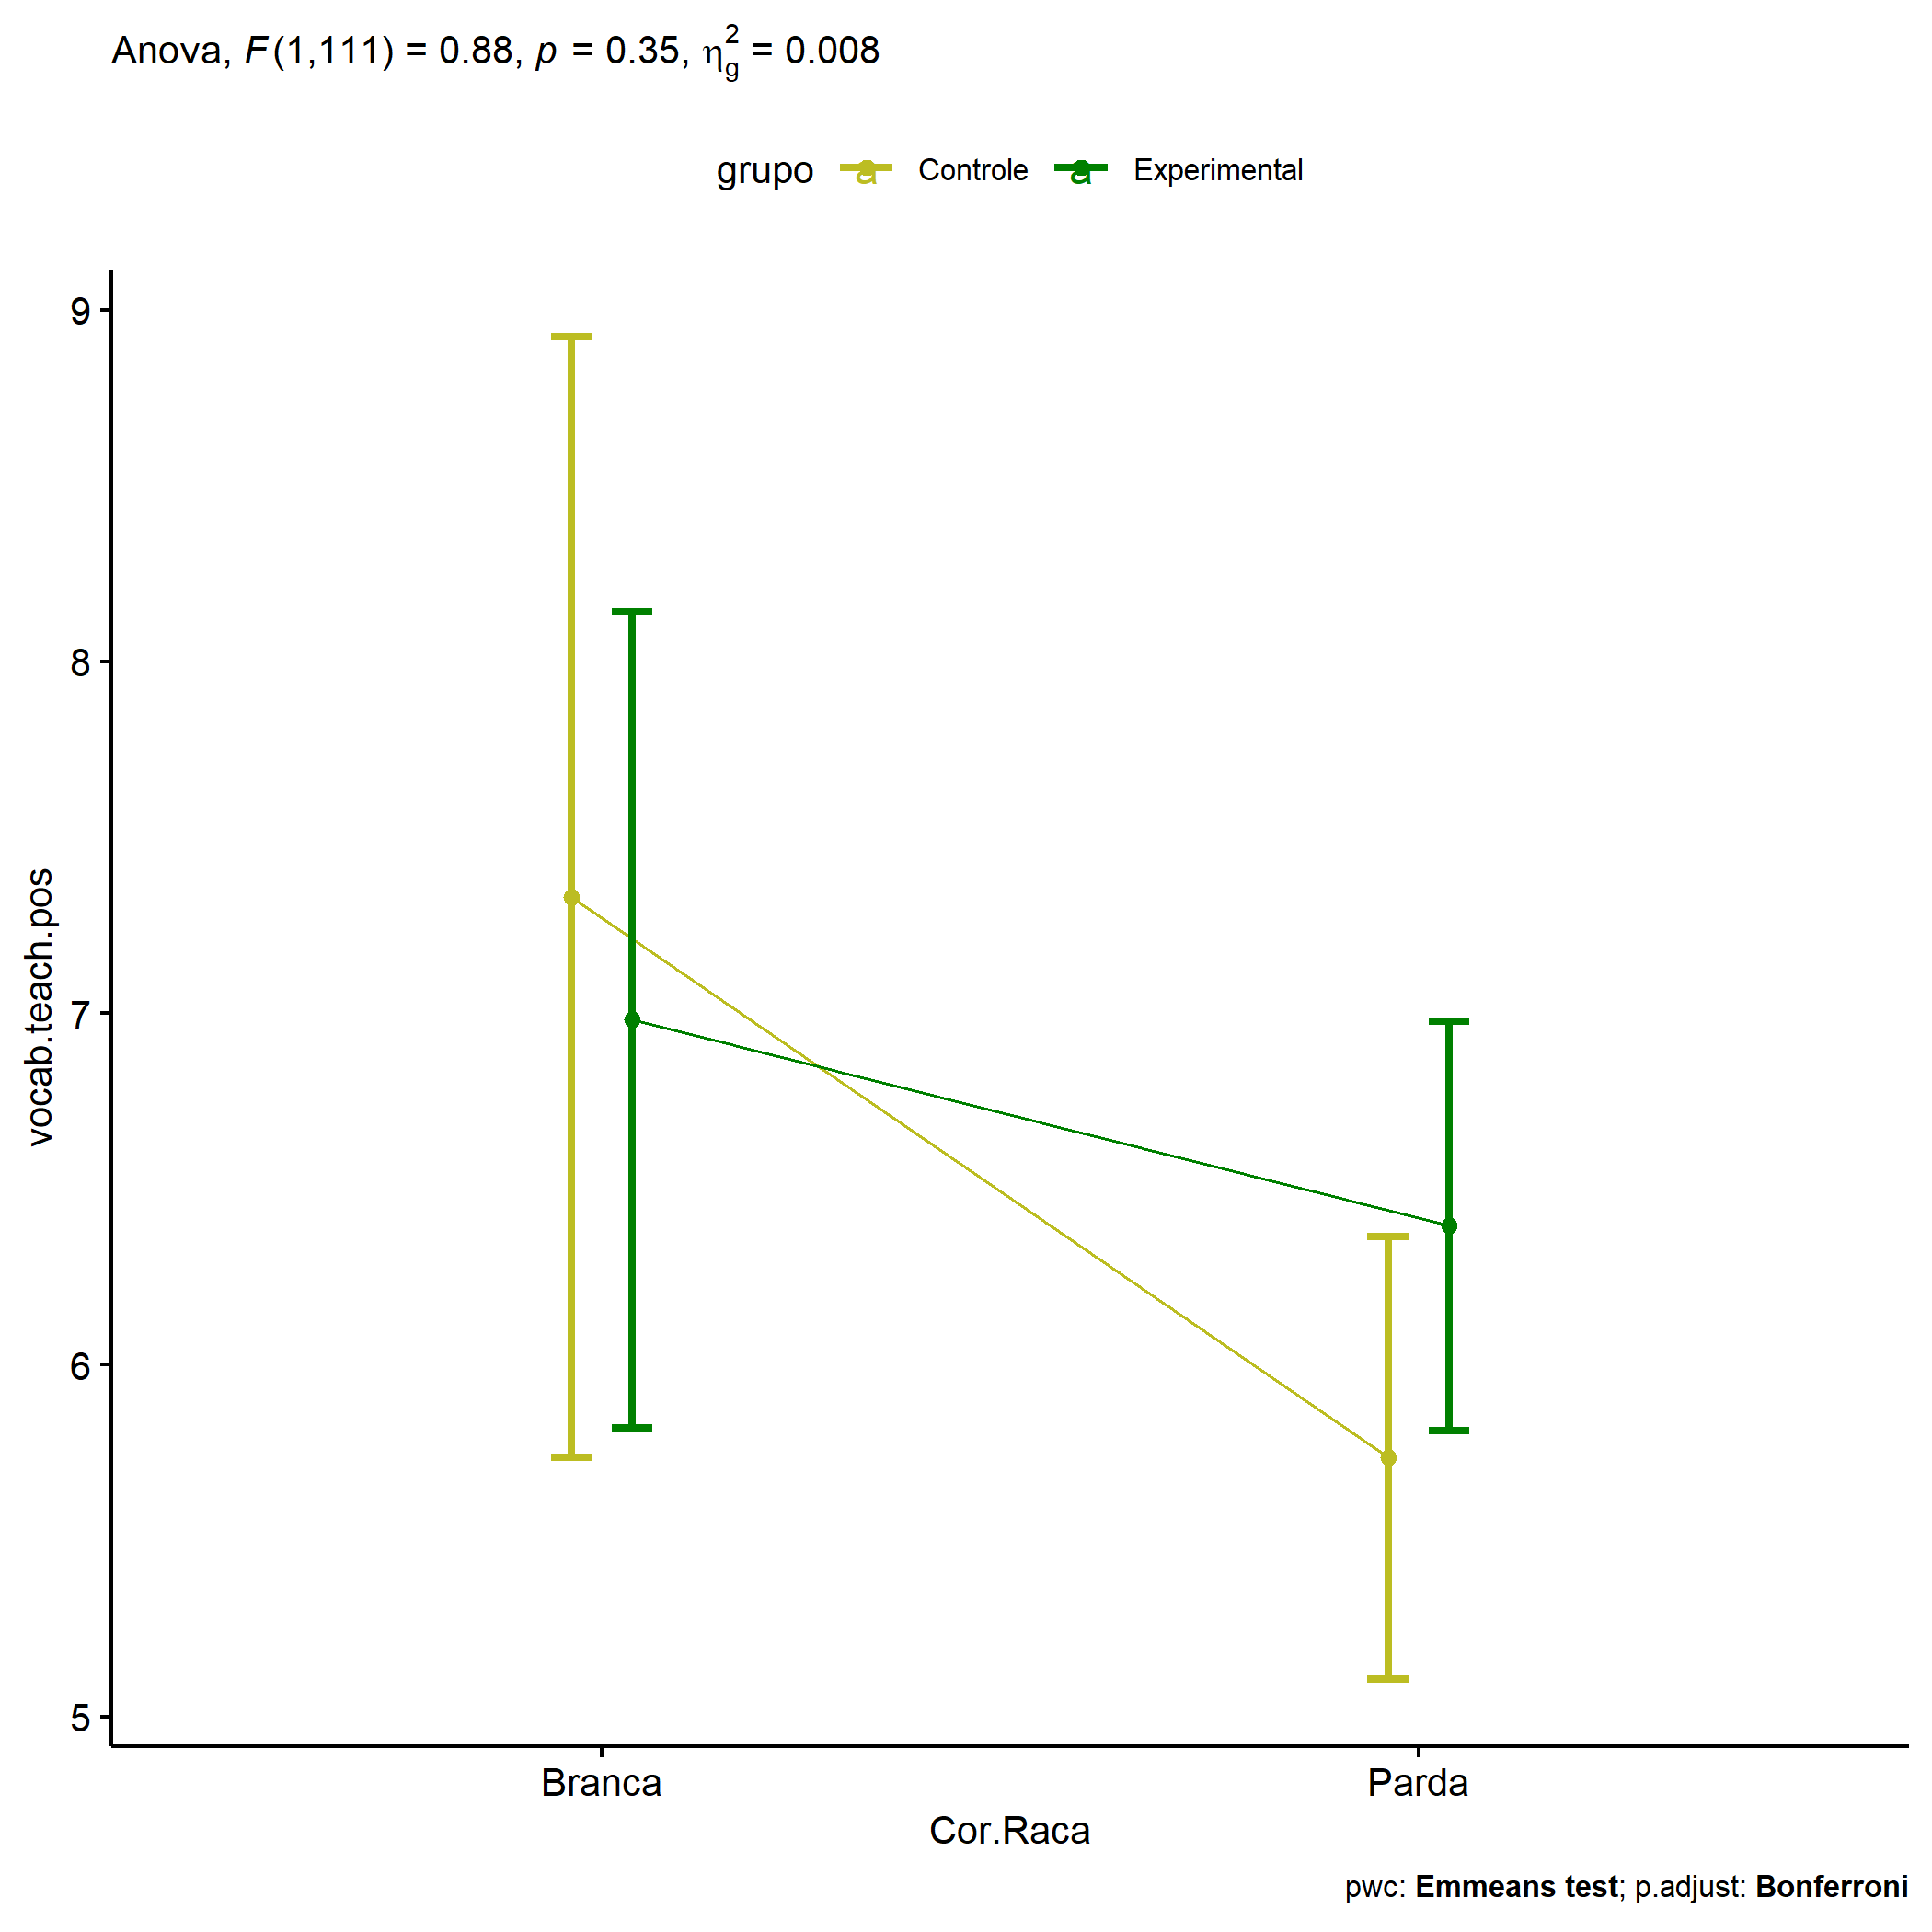 Anova, F(1,111) = 0.88, p = 0.35, η²g = 0.008
grupo a Controle a Experimental
9
8
7
6
5
vocab.teach.pos
Branca Parda
Cor.Raca
pwc: Emmeans test; p.adjust: Bonferroni